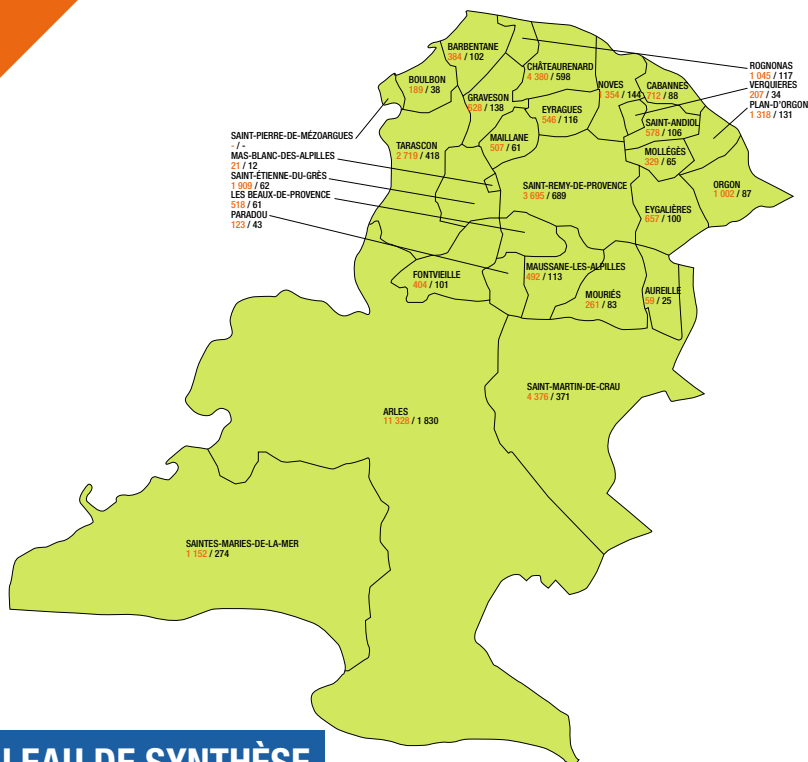 BARBENTANE
384 / 102
CHÂTEAURENARD
4 380 / 598
ROGNONAS
1 045 / 117
VERQUIERES
207 / 34
PLAN-D'ORGON
1 318 / 131
BOULBON
189 / 38
NOVES
354 / 144
CABANNES
712 / 88
GRAVESON
628 / 138
EYRAGUES
546 / 116
SAINT-ANDIOL
578 / 106
SAINT-PIERRE-DE-MÉZOARGUES
- / -
MAS-BLANC-DES-ALPILLES
21 / 12
SAINT-ÉTIENNE-DU-GRÈS
1 909 / 62
LES BEAUX-DE-PROVENCE
518 / 61
PARADOU
123 / 43
TARASCON
2 719 / 418
MAILLANE
507 / 61
MOLLÉGÈS
329 / 65
SAINT-REMY-DE-PROVENCE
3 695 / 689
ORGON
1 002 / 87
EYGALIÈRES
657 / 100
FONTVIEILLE
404 / 101
MAUSSANE-LES-ALPILLES
492 / 113
MOURIÉS
261 / 83
AUREILLE
59 / 25
SAINT-MARTIN-DE-CRAU
4 376 / 371
ARLES
11 328 / 1 830
SAINTES-MARIES-DE-LA-MER
1 152 / 274
LEAU DE SYNTHÈSE